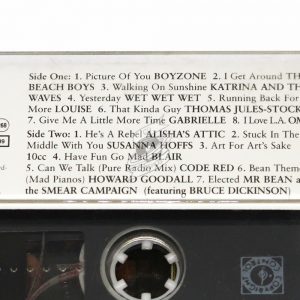 Side One: 1. Picture Of You BOYZONE 2. I Get Around TH
BEACH BOYS 3. Walking On Sunshine KATRINA AND TH
WAVES 4. Yesterday WET WET WET 5. Running Back For
More LOUISE 6. That Kinda Guy THOMAS JULES-STOCK
7. Give Me A Little More Time GABRIELLE 8. I Love L.A. OM
Side Two: 1. He's A Rebel ALISHA'S ATTIC 2. Stuck In The
Middle With You SUSANNA HOFFS 3. Art For Art's Sake
10cc 4. Have Fun Go Mad BLAIR
5. Can We Talk (Pure Radio Mix) CODE RED 6. Bean Theme
(Mad Pianos) HOWARD GOODALL 7. Elected MR BEAN a
the SMEAR CAMPAIGN (featuring BRUCE DICKINSON)